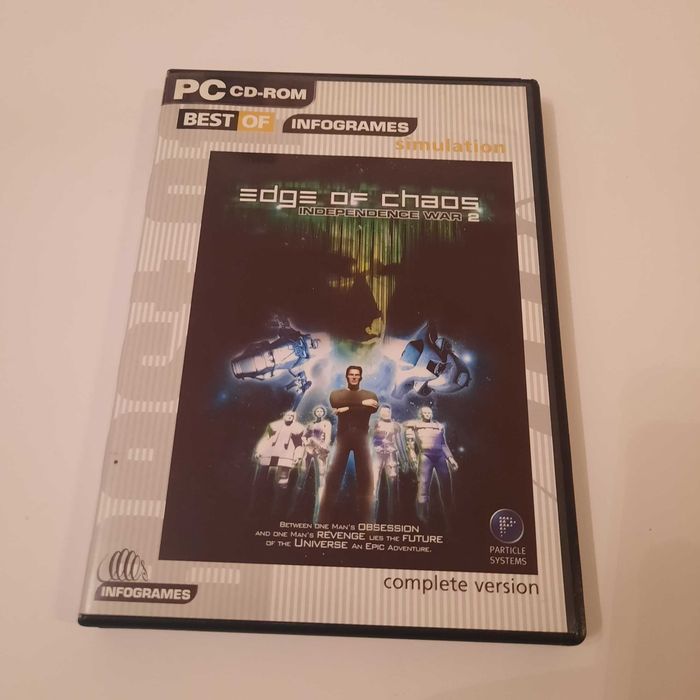 PC CD-ROM
BEST OF INFOGRAMES
simulation
edge of chaos
INDEPENDENCE WAR 2
BETWEEN ONE MAN'S OBSESSION
AND ONE MAN'S REVENGE LIES THE FUTURE
OF THE UNIVERSE AN EPIC ADVENTURE.
P
PARTICLE
SYSTEMS
INFOGRAMES
complete version